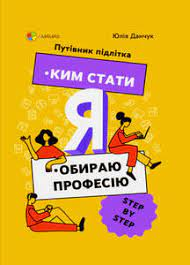 Юлія Данчук
Путівник підлітка
•КИМ СТАТИ
Я
•ОБИРАЮ
ПРОФЕСІЮ
STEP BY
STEP